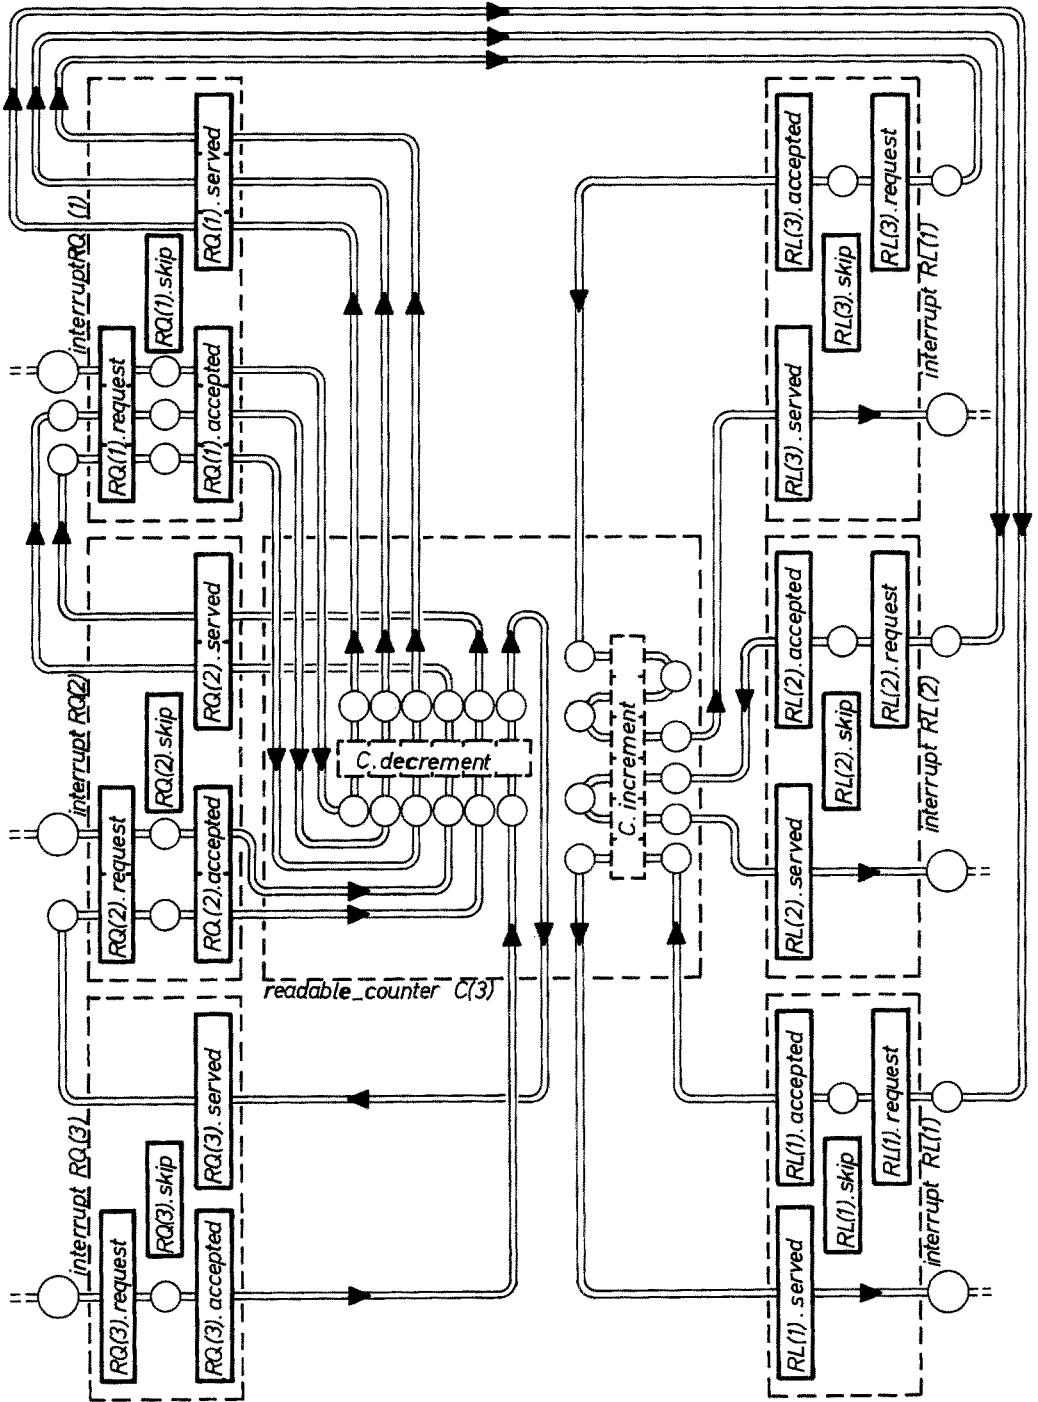 interruptRQ (1)
RQ(1).served
RQ(1).skip
RQ(1).request
RQ(1).accepted
interrupt RQ(2)
RQ(2).served
RQ(2).skip
RQ(2).request
RQ(2).accepted
interrupt RQ(3)
RQ(3).served
RQ(3).skip
RQ(3).request
RQ(3).accepted
C.decrement
C.increment
readable_counter C(3)
RL(3).accepted
RL(3).request
RL(3).skip
RL(3).served
interrupt RL(1)
RL(2).accepted
RL(2).request
RL(2).skip
RL(2).served
interrupt RL(2)
RL(1).accepted
RL(1).request
RL(1).skip
RL(1).served
interrupt RL(1)